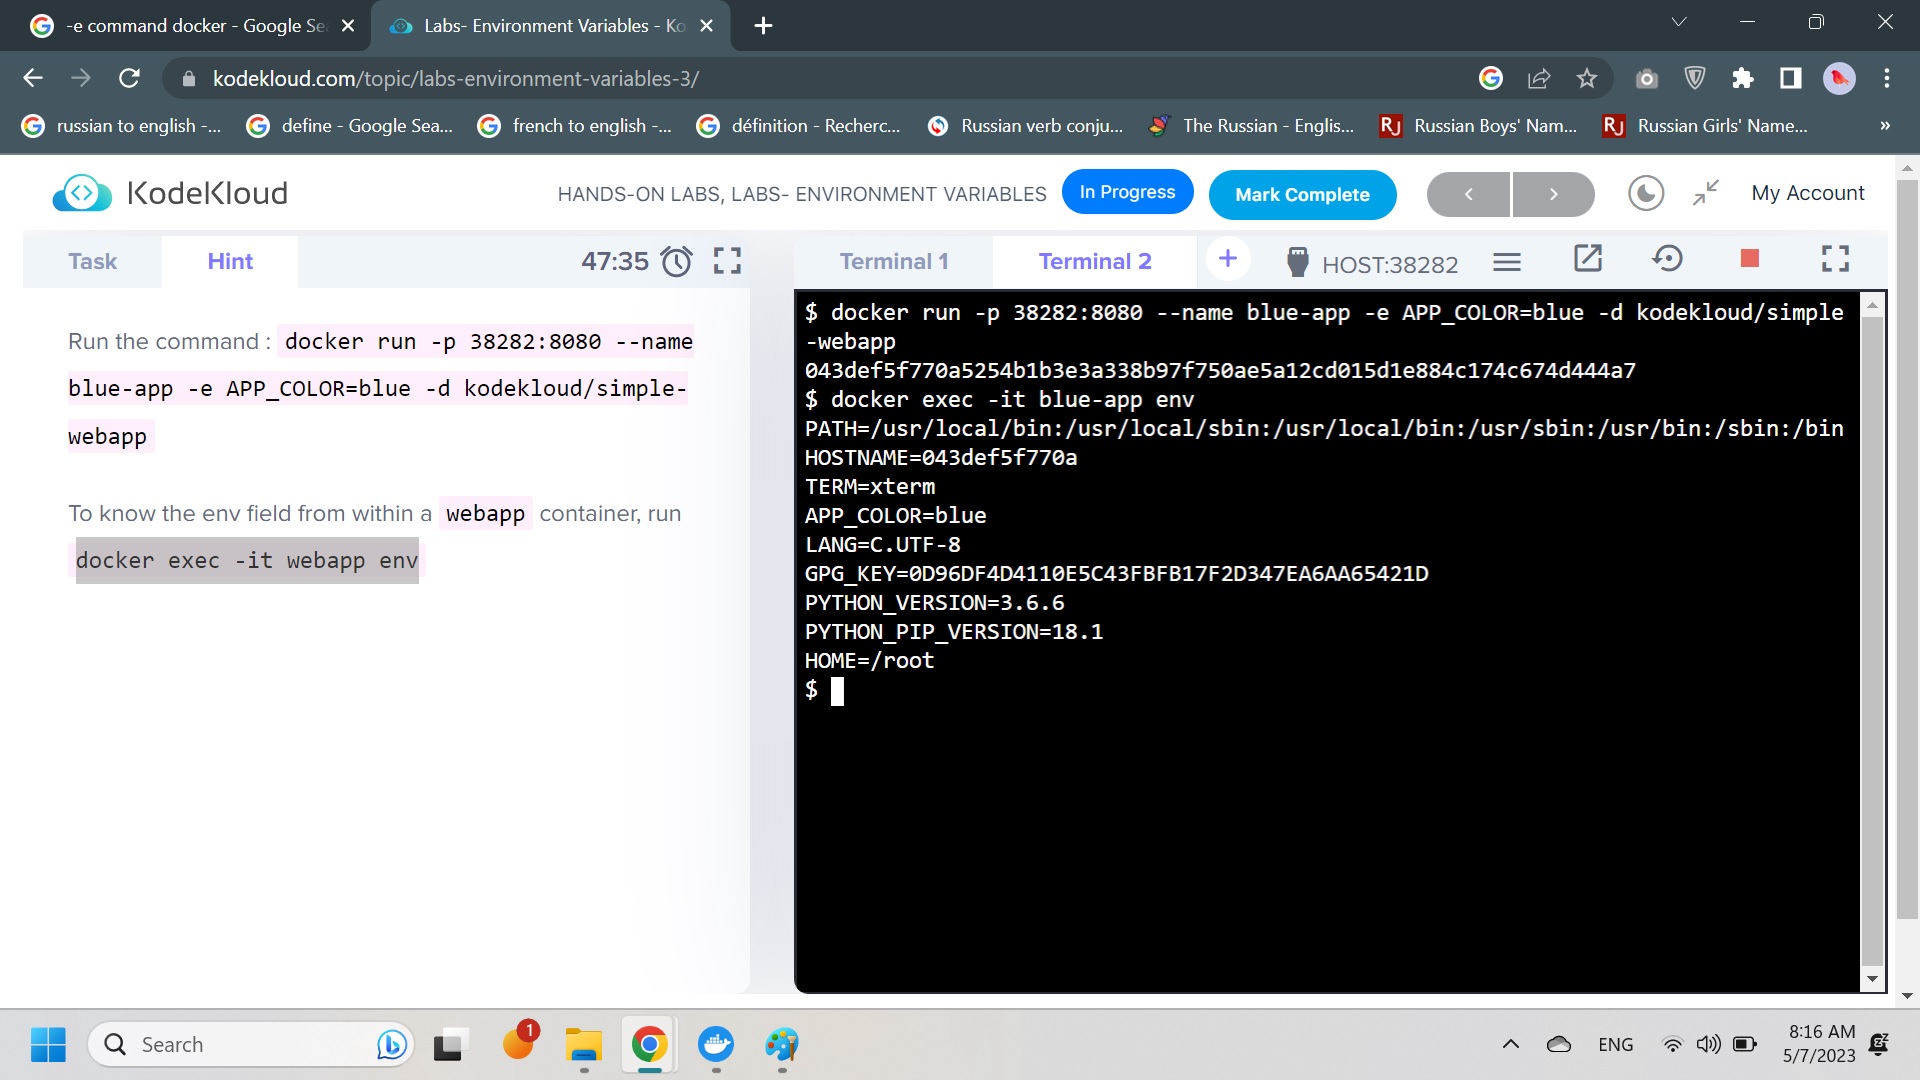 -e command docker - Google Se
Labs- Environment Variables - Ko
kodekloud.com/topic/labs-environment-variables-3/
russian to english -...
define - Google Sea...
french to english -...
définition - Recherc...
Russian verb conju...
The Russian - Englis...
RJ Russian Boys' Nam...
RJ Russian Girls' Name...
»
KodeKloud
HANDS-ON LABS, LABS- ENVIRONMENT VARIABLES
In Progress
Mark Complete
My Account
Task
Hint
47:35
Terminal 1
Terminal 2
+
HOST:38282
Run the command : docker run -p 38282:8080 --name
blue-app -e APP_COLOR=blue -d kodekloud/simple-
webapp
To know the env field from within a webapp container, run
docker exec -it webapp env
$ docker run -p 38282:8080 --name blue-app -e APP_COLOR=blue -d kodekloud/simple
-webapp
043def5f770a5254b1b3e3a338b97f750ae5a12cd015d1e884c174c674d444a7
$ docker exec -it blue-app env
PATH=/usr/local/bin:/usr/local/sbin:/usr/local/bin:/usr/sbin:/usr/bin:/sbin:/bin
HOSTNAME=043def5f770a
TERM=xterm
APP_COLOR=blue
LANG=C.UTF-8
GPG_KEY=0D96DF4D4110E5C43FBFB17F2D347EA6AA65421D
PYTHON_VERSION=3.6.6
PYTHON_PIP_VERSION=18.1
HOME=/root
$
Search
1
ENG
8:16 AM
5/7/2023